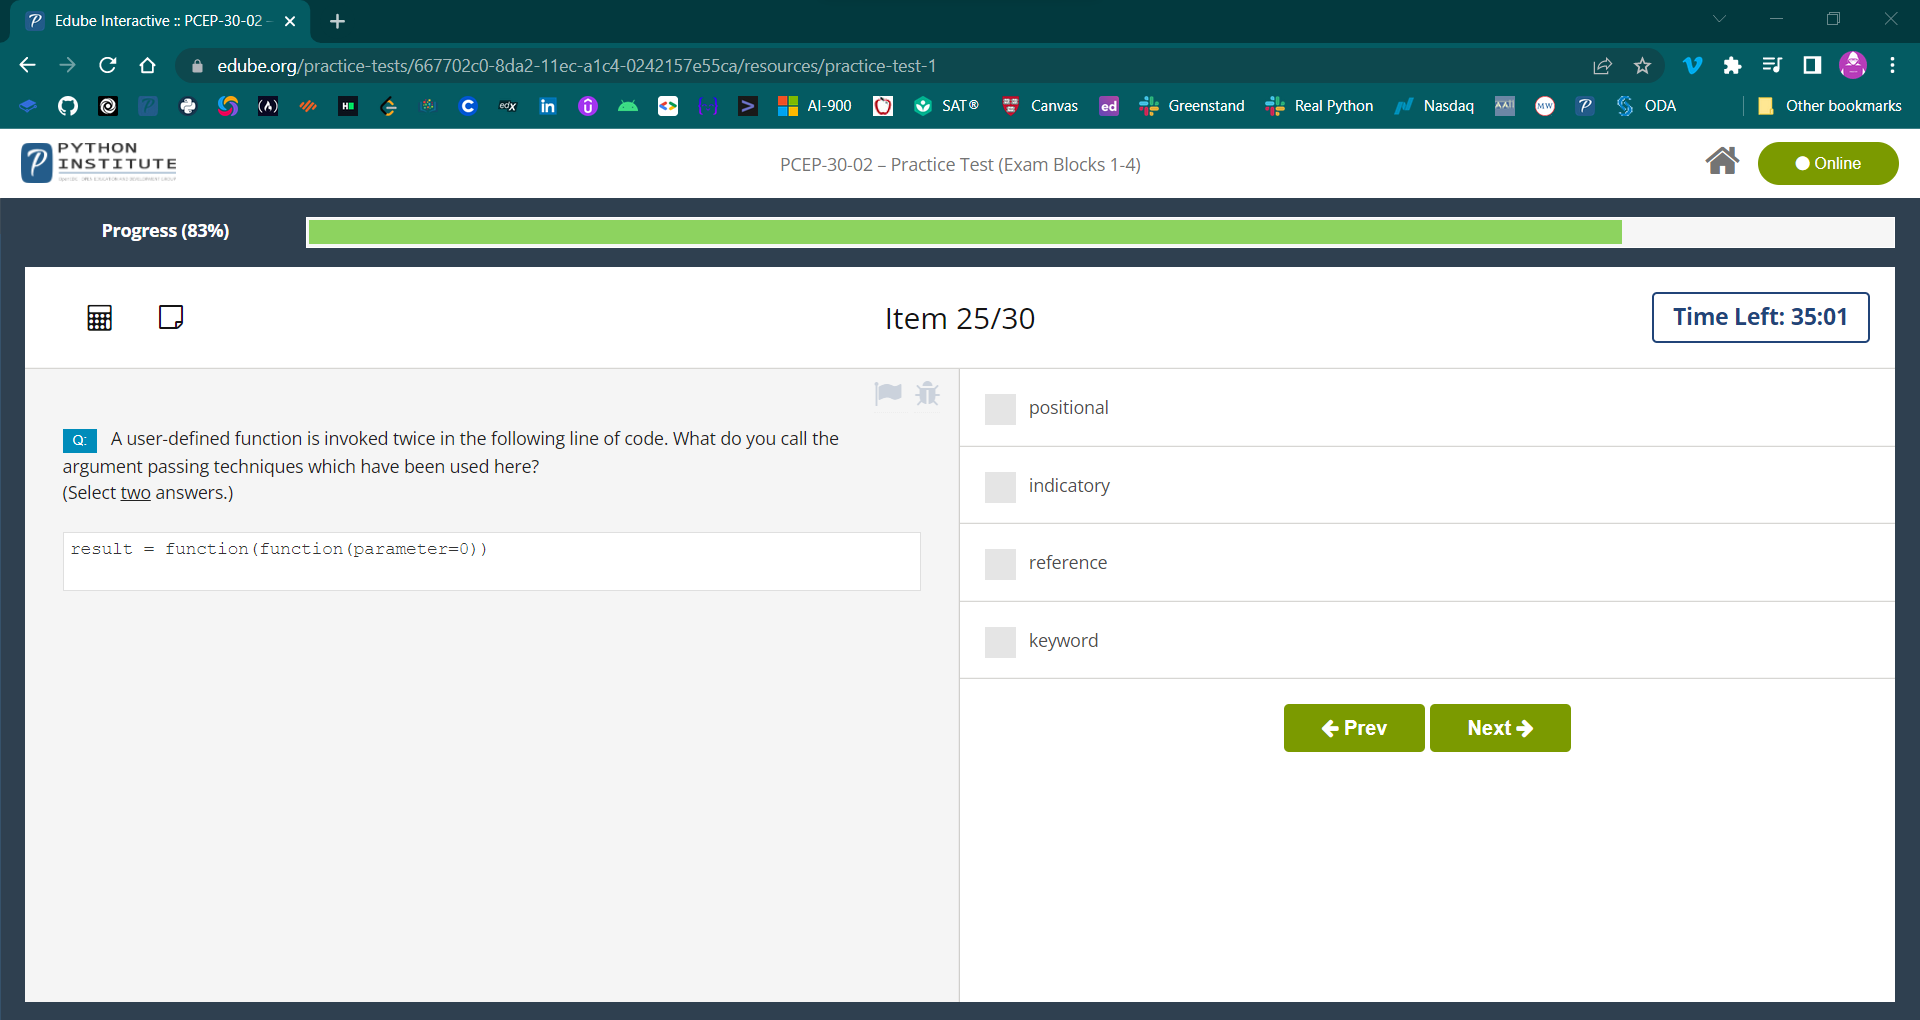 Edube Interactive :: PCEP-30-02 -
edube.org/practice-tests/667702c0-8da2-11ec-a1c4-0242157e55ca/resources/practice-test-1
AI-900
SAT®
Canvas
ed
Greenstand
Real Python
Nasdaq
ODA
Other bookmarks
PYTHON
INSTITUTE
PCEP-30-02 – Practice Test (Exam Blocks 1-4)
Online
Progress (83%)
Item 25/30
Time Left: 35:01
Q: A user-defined function is invoked twice in the following line of code. What do you call the
argument passing techniques which have been used here?
(Select two answers.)
result = function(function(parameter=0))
positional
indicatory
reference
keyword
Prev
Next